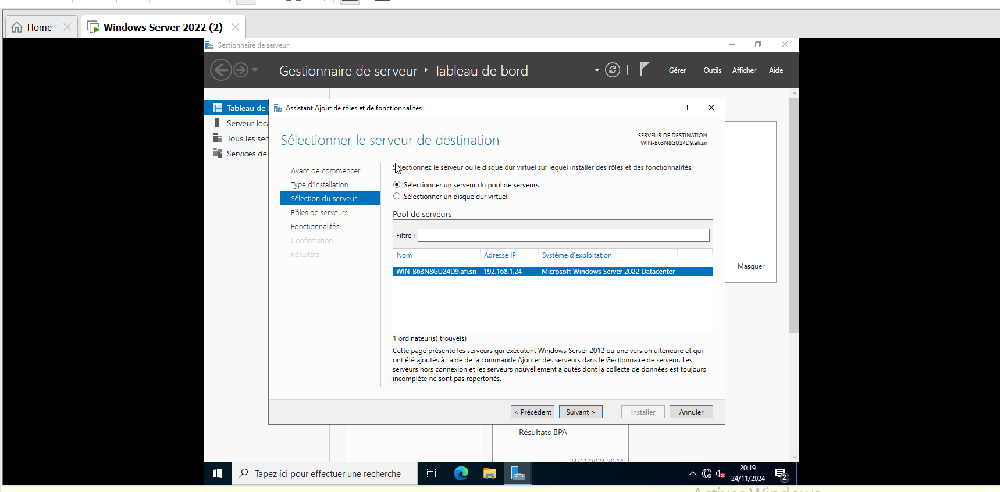 Home
Windows Server 2022 (2)
Gestionnaire de serveur
Gestionnaire de serveur
Tableau de bord
Gérer
Outils
Afficher
Aide
Tableau de
Serveur loca
Tous les ser
Services de
Assistant Ajout de rôles et de fonctionnalités
Sélectionner le serveur de destination
SERVEUR DE DESTINATION
WIN-B63N8GU24D9.afi.sn
Avant de commencer
Type d'installation
Sélection du serveur
Rôles de serveurs
Fonctionnalités
Confirmation
Résultats
Sélectionnez le serveur ou le disque dur virtuel sur lequel installer des rôles et des fonctionnalités.
Sélectionner un serveur du pool de serveurs
Sélectionner un disque dur virtuel
Pool de serveurs
Filtre :
Nom
Adresse IP
Système d'exploitation
WIN-B63N8GU24D9.afi.sn
192.168.1.24
Microsoft Windows Server 2022 Datacenter
1 ordinateur(s) trouvé(s)
Cette page présente les serveurs qui exécutent Windows Server 2012 ou une version ultérieure et qui
ont été ajoutés à l'aide de la commande Ajouter des serveurs dans le Gestionnaire de serveur. Les
serveurs hors connexion et les serveurs nouvellement ajoutés dont la collecte de données est toujours
incomplète ne sont pas répertoriés.
Masquer
< Précédent
Suivant >
Installer
Annuler
Résultats BPA
24/11/2024 20:14
Tapez ici pour effectuer une recherche
20:19
24/11/2024
2
Activer Windows